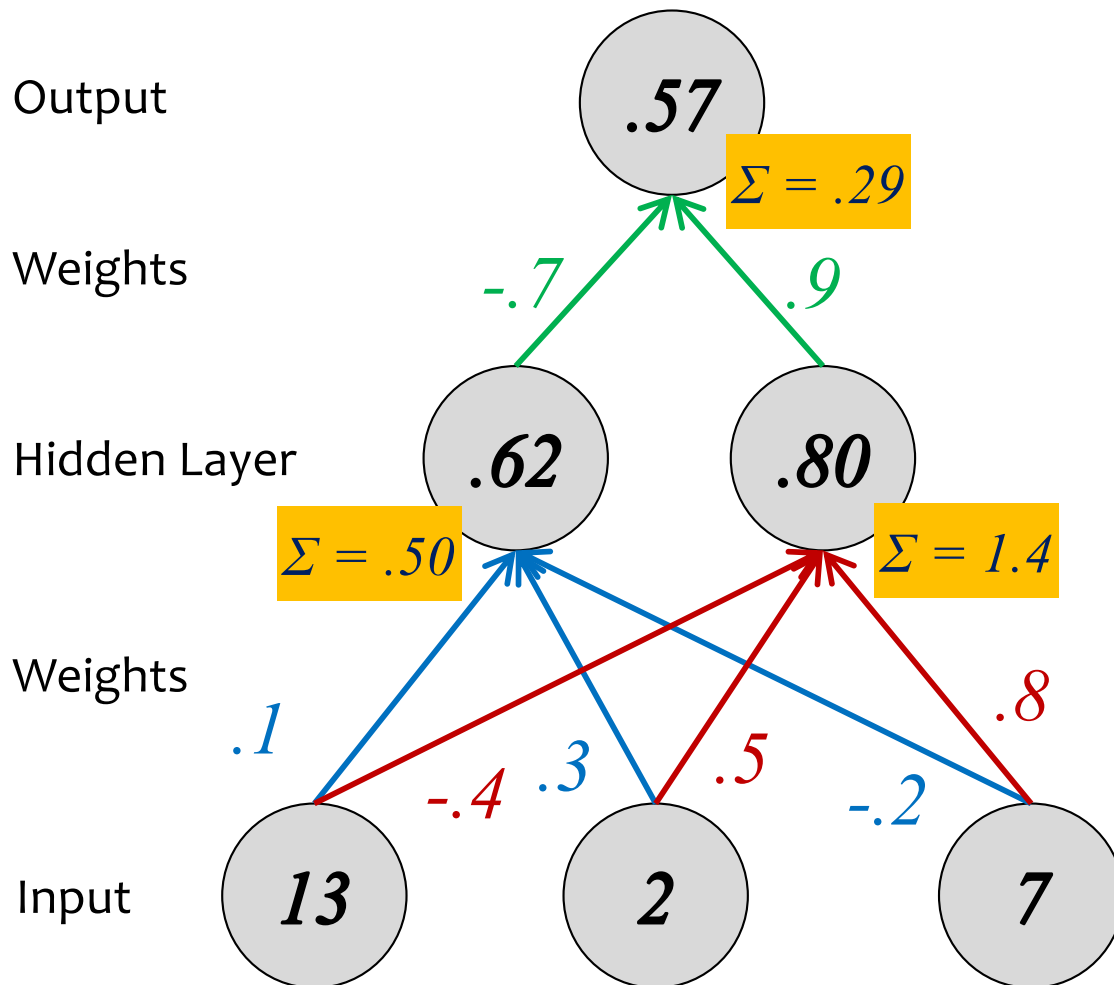 Output
.57
Σ = .29
Weights
-.7
.9
Hidden Layer
.62
.80
Σ = .50
Σ = 1.4
Weights
.1
-.4
.3
.5
-.2
.8
Input
13
2
7